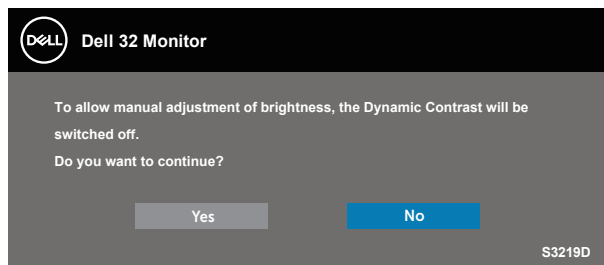 DELL
Dell 32 Monitor
To allow manual adjustment of brightness, the Dynamic Contrast will be
switched off.
Do you want to continue?
Yes No
S3219D